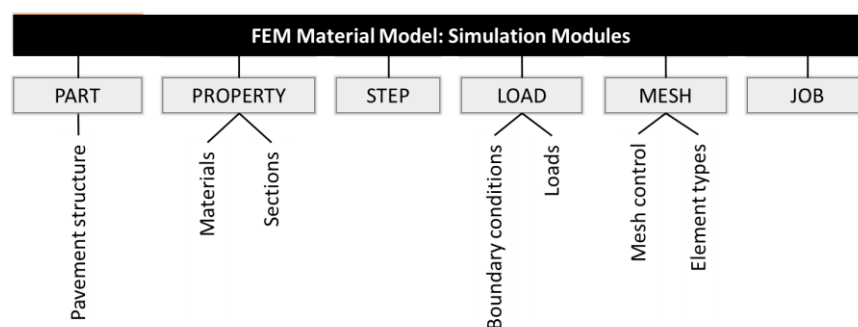 FEM Material Model: Simulation Modules
PART
PROPERTY
STEP
LOAD
MESH
JOB
Pavement structure
Materials
Sections
Boundary conditions
Loads
Mesh control
Element types